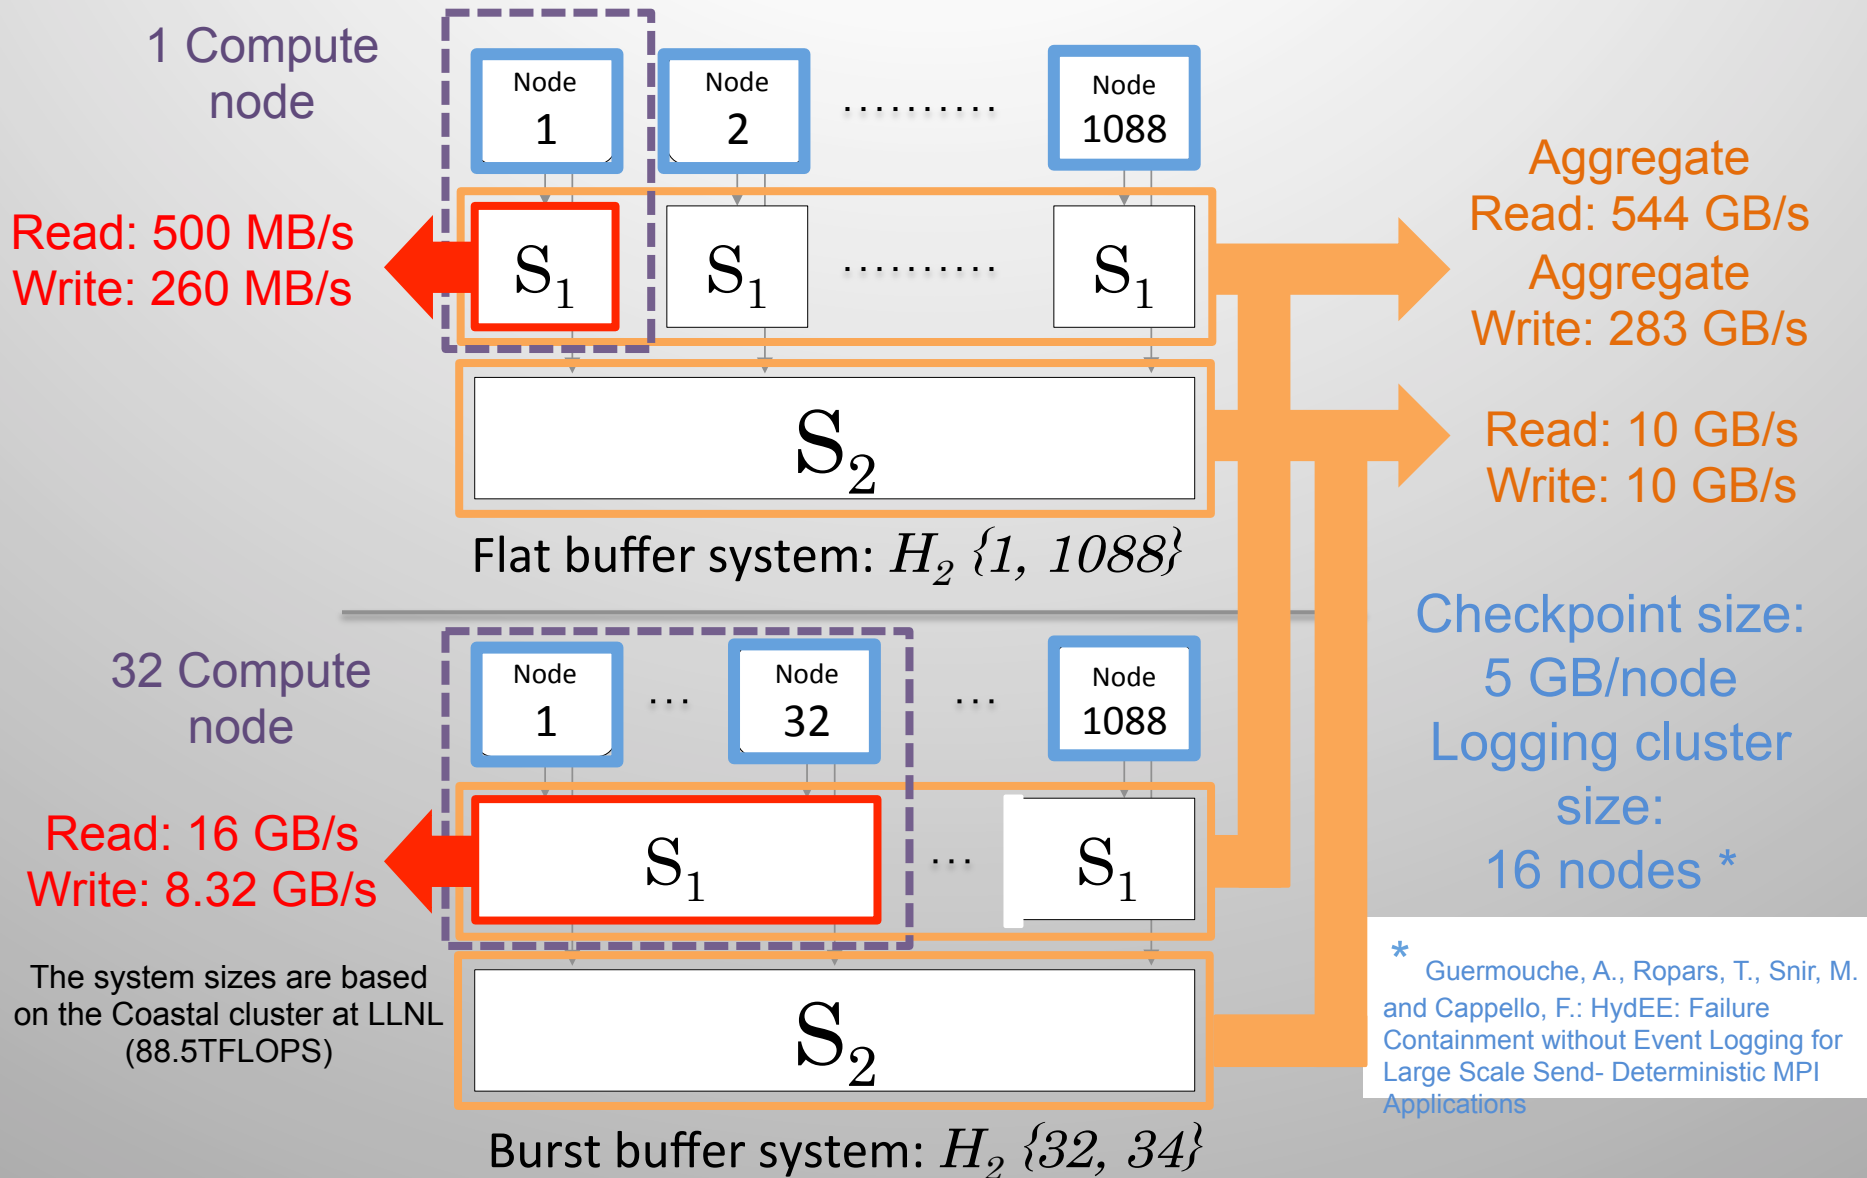 1 Compute
node
Node
1
Node
2
..........
Node
1088
Read: 500 MB/s
Write: 260 MB/s
S1
S1
..........
S1
Aggregate
Read: 544 GB/s
Aggregate
Write: 283 GB/s
S2
Read: 10 GB/s
Write: 10 GB/s
Flat buffer system: H2 {1, 1088}
32 Compute
node
Node
1
...
Node
32
...
Node
1088
Checkpoint size:
5 GB/node
Logging cluster
size:
16 nodes *
Read: 16 GB/s
Write: 8.32 GB/s
S1
...
S1
The system sizes are based
on the Coastal cluster at LLNL
(88.5TFLOPS)
S2
* Guermouche, A., Ropars, T., Snir, M.
and Cappello, F.: HydEE: Failure
Containment without Event Logging for
Large Scale Send- Deterministic MPI
Applications
Burst buffer system: H2 {32, 34}